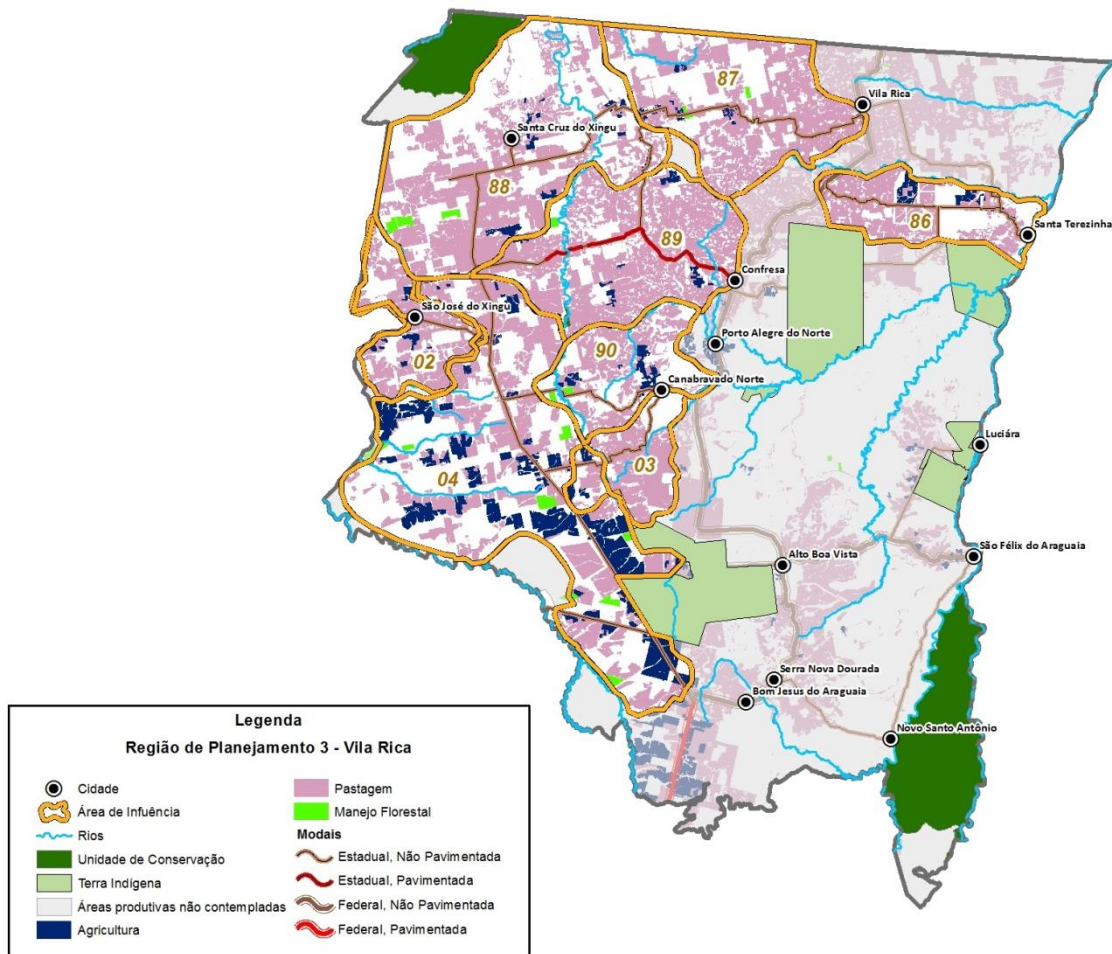 87
Vila Rica
Santa Cruz do Xingu
88
86
Santa Terezinha
89
Confresa
São José do Xingu
Porto Alegre do Norte
90
02
Canabravado Norte
Luciára
03
04
Alto Boa Vista
São Félix do Araguaia
Serra Nova Dourada
Bom Jesus do Araguaia
Novo Santo Antônio
Legenda
Região de Planejamento 3 - Vila Rica
Cidade
Área de Infuência
Rios
Unidade de Conservação
Terra Indígena
Áreas produtivas não contempladas
Agricultura
Pastagem
Manejo Florestal
Modais
Estadual, Não Pavimentada
Estadual, Pavimentada
Federal, Não Pavimentada
Federal, Pavimentada